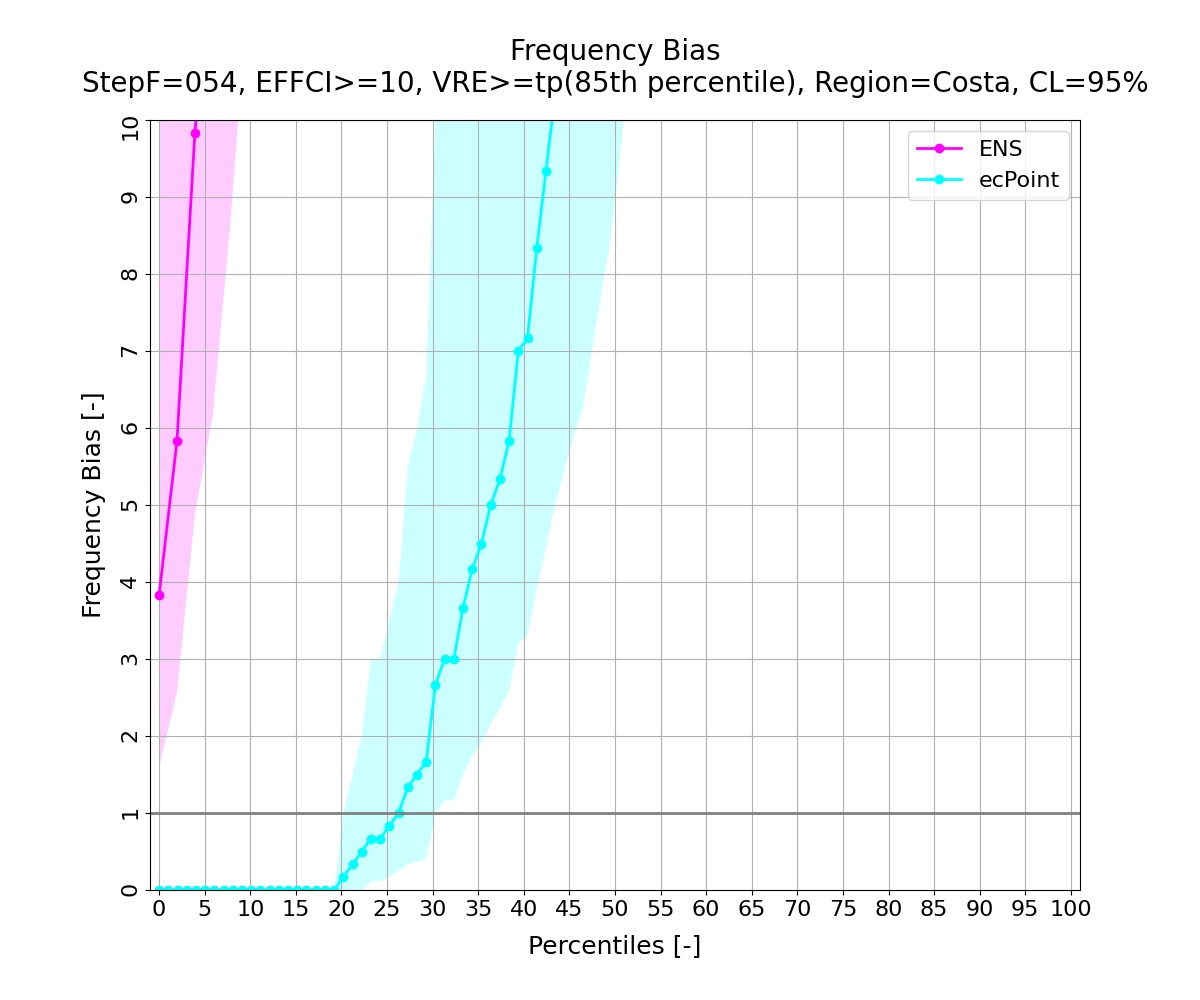 Frequency Bias
StepF=054, EFFCI>=10, VRE>=tp(85th percentile), Region=Costa, CL=95%
ENS
ecPoint
Frequency Bias [-]
10
9
8
7
6
5
4
3
2
1
0
0 5 10 15 20 25 30 35 40 45 50 55 60 65 70 75 80 85 90 95 100
Percentiles [-]